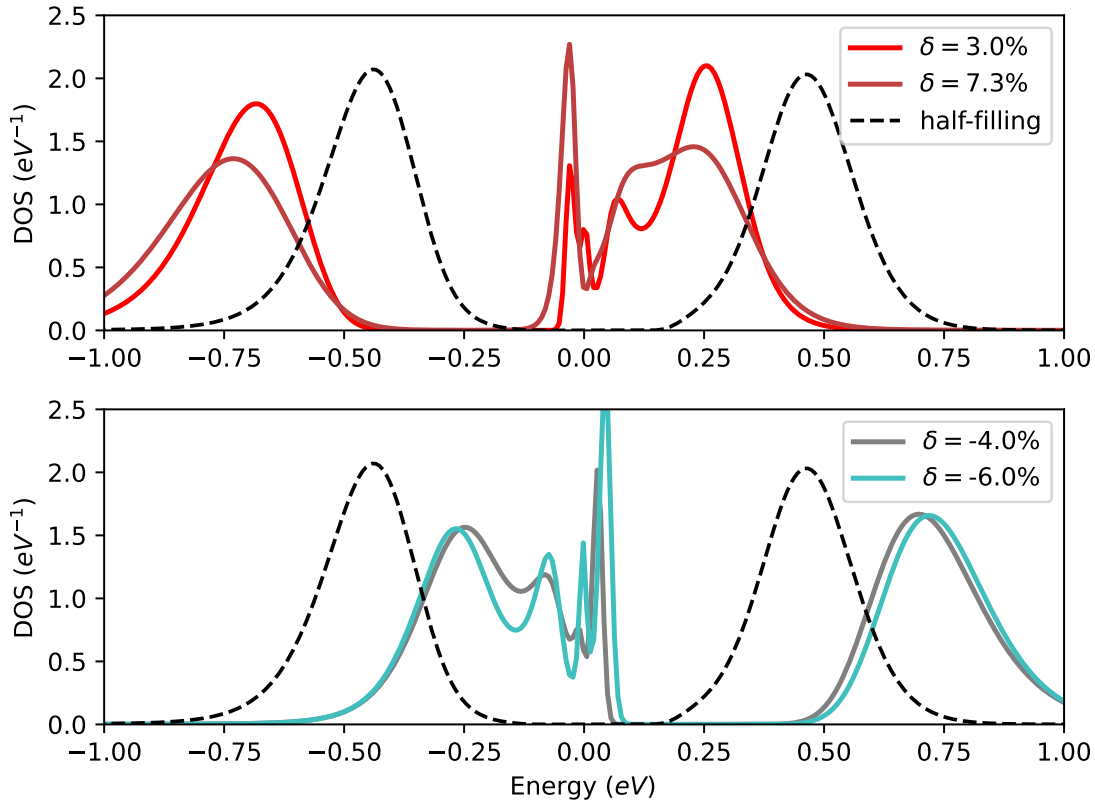 2.5
2.0
1.5
1.0
0.5
0.0
DOS (eV⁻¹)
δ = 3.0%
δ = 7.3%
half-filling
−1.00 −0.75 −0.50 −0.25 0.00 0.25 0.50 0.75 1.00
2.5
2.0
1.5
1.0
0.5
0.0
DOS (eV⁻¹)
δ = -4.0%
δ = -6.0%
−1.00 −0.75 −0.50 −0.25 0.00 0.25 0.50 0.75 1.00
Energy (eV)